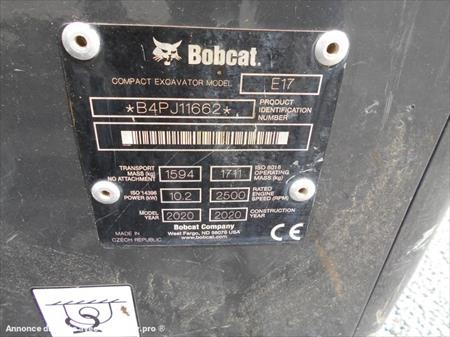 Bobcat.
COMPACT EXCAVATOR MODEL E17
*B4PJ11662* PRODUCT IDENTIFICATION NUMBER
TRANSPORT MASS (kg) NO ATTACHMENT 1594 1711 ISO 6016 OPERATING MASS (kg)
ISO 14396 POWER (kW) 10.2 2500 RATED ENGINE SPEED (RPM)
MODEL YEAR 2020 2020 CONSTRUCTION YEAR
Bobcat Company
MADE IN CZECH REPUBLIC West Fargo, ND 58078 USA
www.bobcat.com CE
Annonce .pro ®